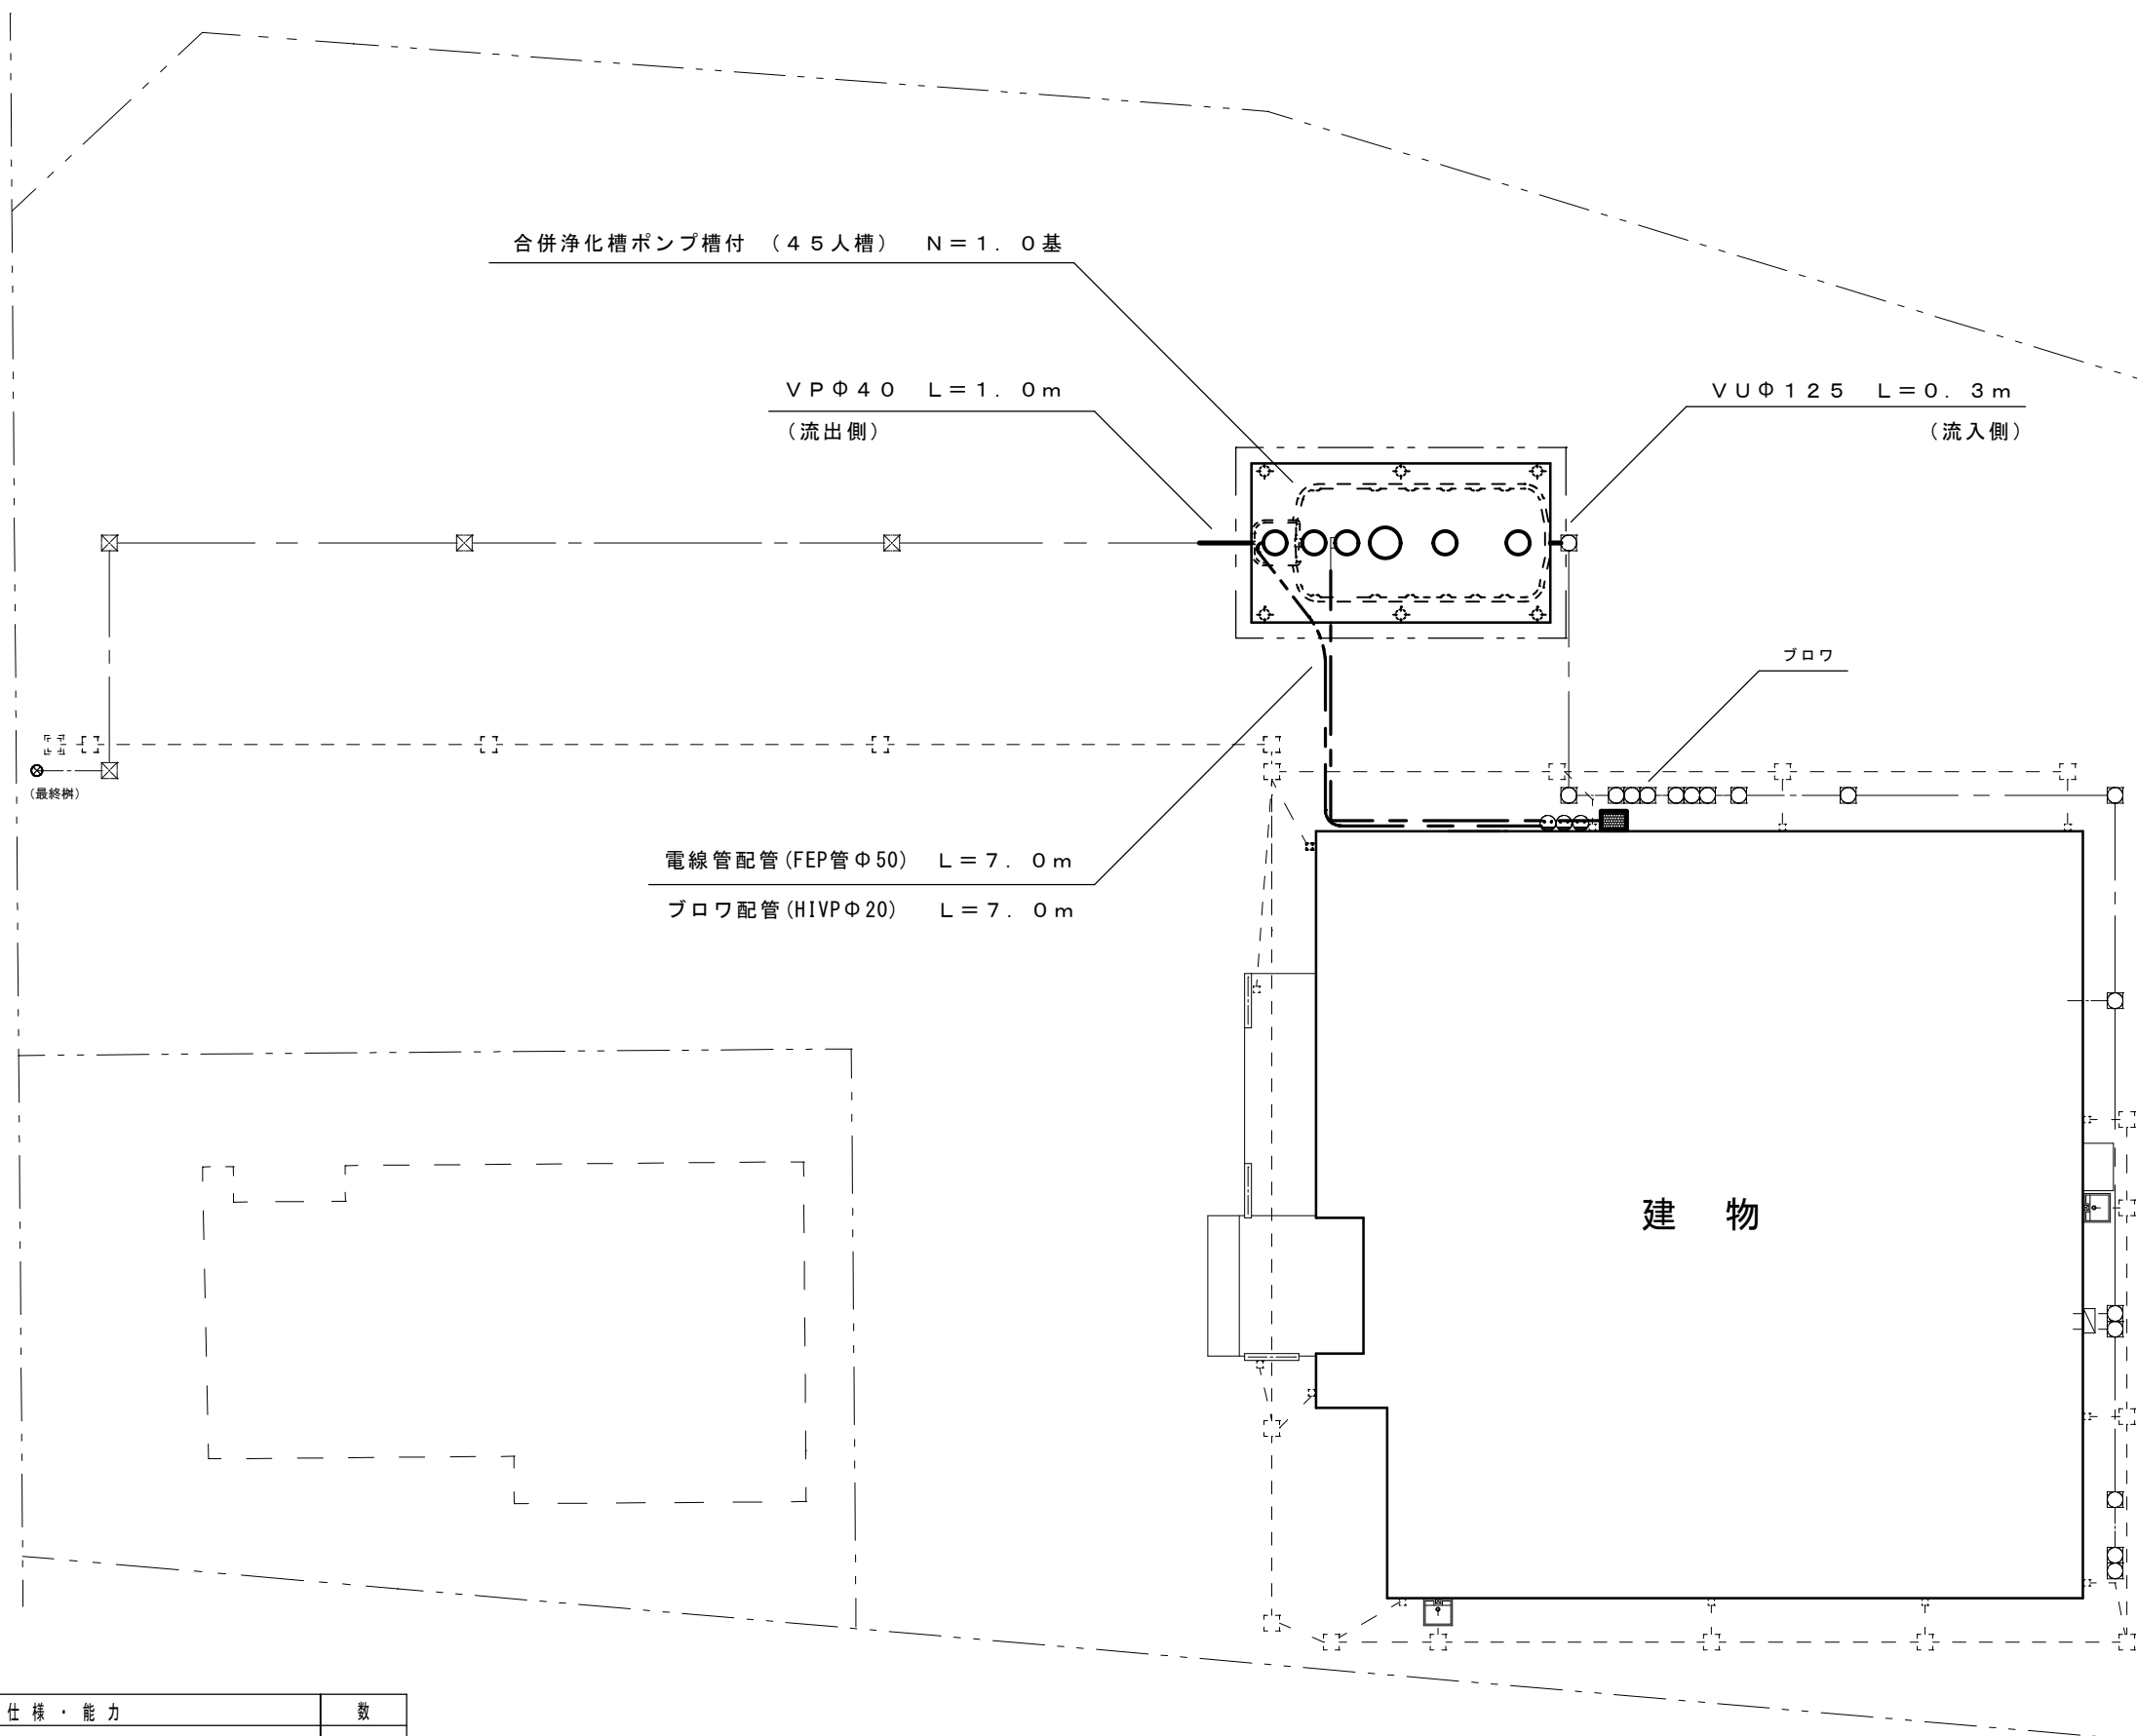 合併浄化槽ポンプ槽付 (45人槽) N=1.0基
VPΦ40 L=1.0m
(流出側)
VUΦ125 L=0.3m
(流入側)
ブロワ
(最終桝)
電線管配管(FEP管Φ50) L=7.0m
ブロワ配管(HIVPΦ20) L=7.0m
建 物
仕 様 ・ 能 力
数